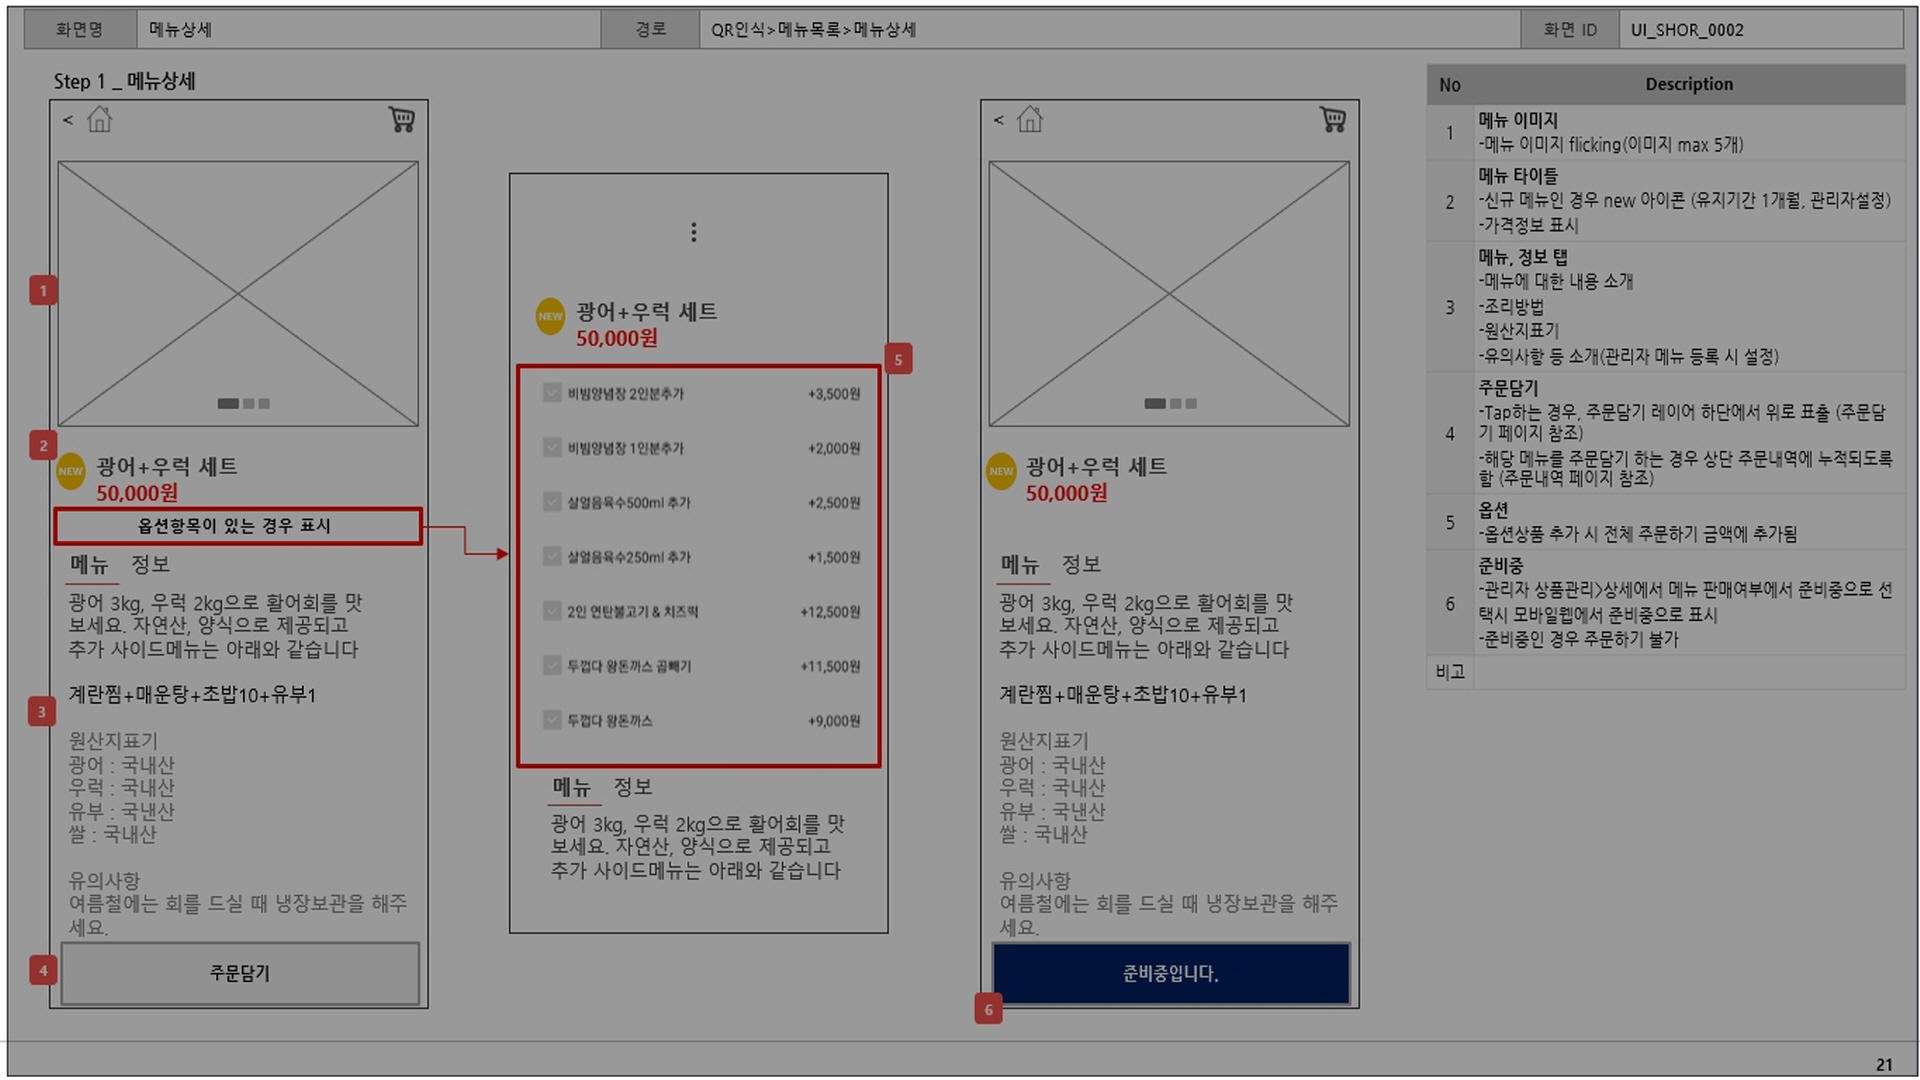 화면명 메뉴상세 경로 QR인식>메뉴목록>메뉴상세 화면 ID UI_SHOR_0002
Step 1 _ 메뉴상세
<
1
2
NEW 광어+우럭 세트
50,000원
옵션항목이 있는 경우 표시
메뉴 정보
광어 3kg, 우럭 2kg으로 활어회를 맛
보세요. 자연산, 양식으로 제공되고
추가 사이드메뉴는 아래와 같습니다
계란찜+매운탕+초밥10+유부1
3
원산지표기
광어 : 국내산
우럭 : 국내산
유부 : 국낸산
쌀 : 국내산
유의사항
여름철에는 회를 드실 때 냉장보관을 해주
세요.
4
주문담기
NEW 광어+우럭 세트
50,000원
5
비빔양념장 2인분추가 +3,500원
비빔양념장 1인분추가 +2,000원
살얼음육수500ml 추가 +2,500원
살얼음육수250ml 추가 +1,500원
2인 연탄불고기 & 치즈떡 +12,500원
두껍다 왕돈까스 곱빼기 +11,500원
두껍다 왕돈까스 +9,000원
메뉴 정보
광어 3kg, 우럭 2kg으로 활어회를 맛
보세요. 자연산, 양식으로 제공되고
추가 사이드메뉴는 아래와 같습니다
<
NEW 광어+우럭 세트
50,000원
메뉴 정보
광어 3kg, 우럭 2kg으로 활어회를 맛
보세요. 자연산, 양식으로 제공되고
추가 사이드메뉴는 아래와 같습니다
계란찜+매운탕+초밥10+유부1
원산지표기
광어 : 국내산
우럭 : 국내산
유부 : 국낸산
쌀 : 국내산
유의사항
여름철에는 회를 드실 때 냉장보관을 해주
세요.
준비중입니다.
6
No Description
1 메뉴 이미지
-메뉴 이미지 flicking(이미지 max 5개)
2 메뉴 타이틀
-신규 메뉴인 경우 new 아이콘 (유지기간 1개월, 관리자설정)
-가격정보 표시
3 메뉴, 정보 탭
-메뉴에 대한 내용 소개
-조리방법
-원산지표기
-유의사항 등 소개(관리자 메뉴 등록 시 설정)
4 주문담기
-Tap하는 경우, 주문담기 레이어 하단에서 위로 표출 (주문담
기 페이지 참조)
-해당 메뉴를 주문담기 하는 경우 상단 주문내역에 누적되도록
함 (주문내역 페이지 참조)
5 옵션
-옵션상품 추가 시 전체 주문하기 금액에 추가됨
6 준비중
-관리자 상품관리>상세에서 메뉴 판매여부에서 준비중으로 선
택시 모바일웹에서 준비중으로 표시
-준비중인 경우 주문하기 불가
비고
21